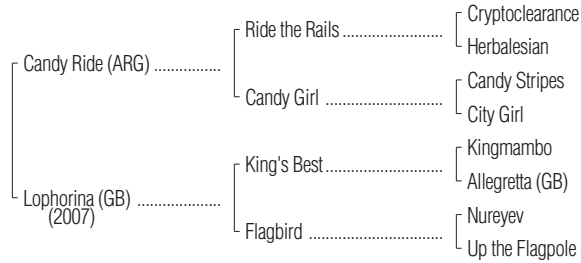 Cryptoclearance
Ride the Rails ........................
Herbalesian
Candy Ride (ARG) ................
Candy Stripes
Candy Girl ............................
City Girl
Kingmambo
King's Best ...........................
Allegretta (GB)
Lophorina (GB) ..................
(2007)
Nureyev
Flagbird ................................
Up the Flagpole